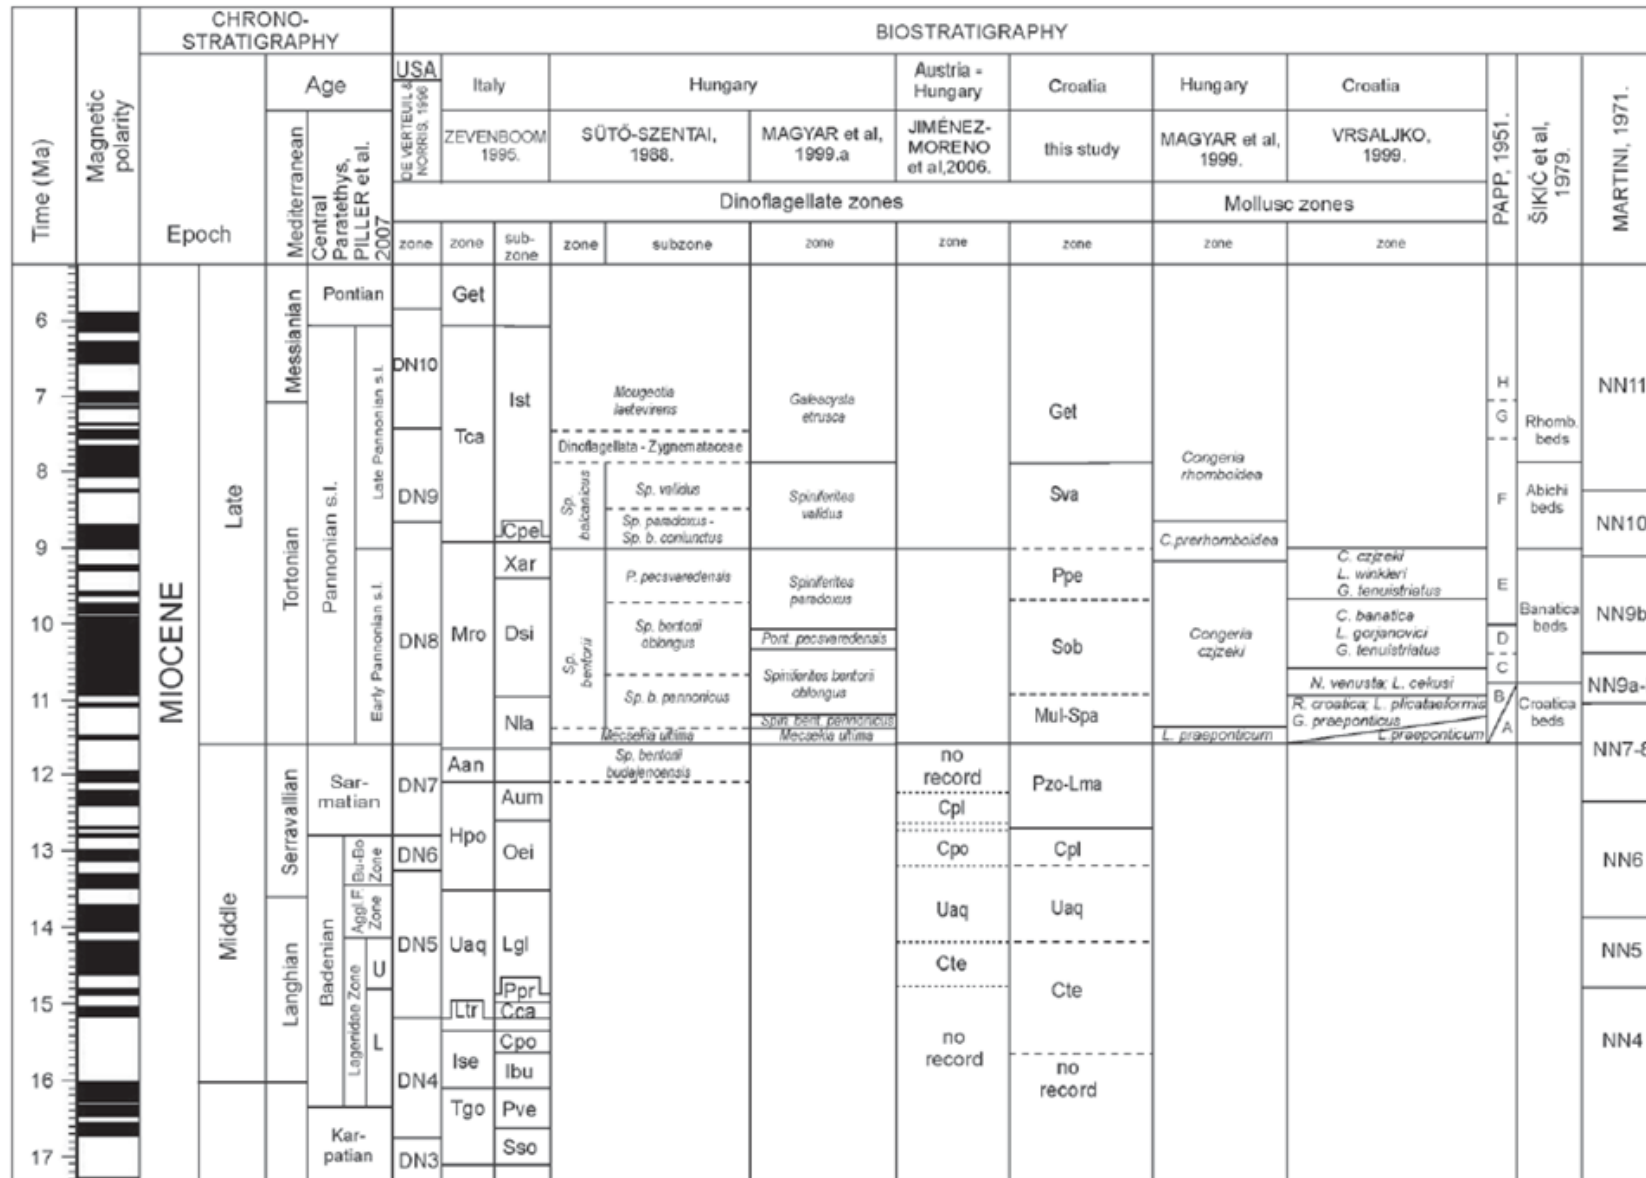 CHRONO-
STRATIGRAPHY
BIOSTRATIGRAPHY
Time (Ma)
Magnetic
polarity
Epoch
Age
Mediterranean
Central
Paratethys,
PILLER et al.
2007
USA
DE VERTEUIL &
NORRIS, 1996
Italy
ZEVENBOOM
1995.
Hungary
SÜTŐ-SZENTAI,
1988.
MAGYAR et al,
1999.a
Austria -
Hungary
JIMÉNEZ-
MORENO
et al,2006.
Croatia
this study
Hungary
MAGYAR et al,
1999.
Croatia
VRSALJKO,
1999.
PAPP, 1951.
ŠIKIĆ et al,
1979.
MARTINI, 1971.
Dinoflagellate zones
Mollusc zones
zone
zone
sub-
zone
zone
subzone
zone
zone
zone
zone
zone
6
7
8
9
10
11
12
13
14
15
16
17
MIOCENE
Late
Middle
Messianian
Tortonian
Serravallian
Langhian
Pontian
Pannonian s.l.
Late Pannonian s.l.
Early Pannonian s.l.
Sar-
matian
Badenian
Bu-Bo
Zone
Aggl.F.
Zone
Lagenidae Zone
U
L
Kar-
patian
DN10
DN9
DN8
DN7
DN6
DN5
DN4
DN3
Get
Tca
Mro
Aan
Hpo
Uaq
Ltr
Ise
Tgo
Ist
Cpe
Xar
Dsi
Nla
Aum
Oei
Lgl
Ppr
Cca
Cpo
Ibu
Pve
Sso
Mougeotia
laetevirens
Dinoflagellata - Zygnemataceae
Sp.
balcanicus
Sp. validus
Sp. paradoxus -
Sp. b. coniunctus
Sp.
bentorii
P. pecsvaredensis
Sp. bentorii
oblongus
Sp. b. pannonicus
Mecsekia ultima
Sp. bentorii
budajenoensis
Galeacysta
etrusca
Spiniferites
validus
Spiniferites
paradoxus
Pont. pecsvaredensis
Spiniferites bentorii
oblongus
Spin. bent. pannonicus
Mecsekia ultima
no
record
Cpl
Cpo
Uaq
Cte
no
record
Get
Sva
Ppe
Sob
Mul-Spa
Pzo-Lma
Cpl
Uaq
Cte
no
record
Congeria
rhomboidea
C.prerhomboidea
Congeria
czjzeki
L. praeponticum
C. czjzeki
L. winkleri
G. tenuistriatus
C. banatica
L. gorjanovici
G. tenuistriatus
N. venusta; L. cekusi
R. croatica; L. plicataeformis
G. praeponticus
L.praeponticum
H
G
F
E
D
C
B
A
Rhomb.
beds
Abichi
beds
Banatica
beds
Croatica
beds
NN11
NN10
NN9b
NN9a-
NN7-8
NN6
NN5
NN4